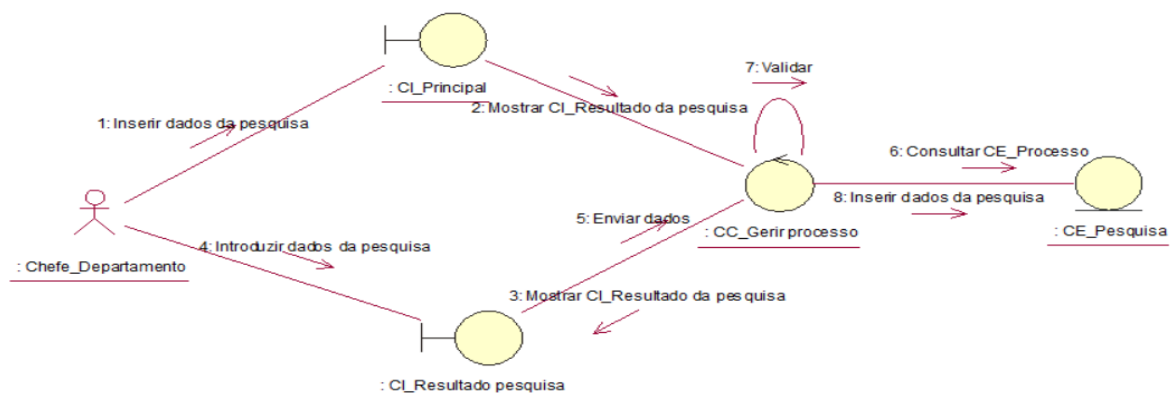 7: Validar
: CI_Principal
2: Mostrar CI_Resultado da pesquisa
1: Inserir dados da pesquisa
6: Consultar CE_Processo
8: Inserir dados da pesquisa
5: Enviar dados
: CC_Gerir processo
: CE_Pesquisa
4: Introduzir dados da pesquisa
: Chefe_Departamento
3: Mostrar CI_Resultado da pesquisa
: CI_Resultado pesquisa